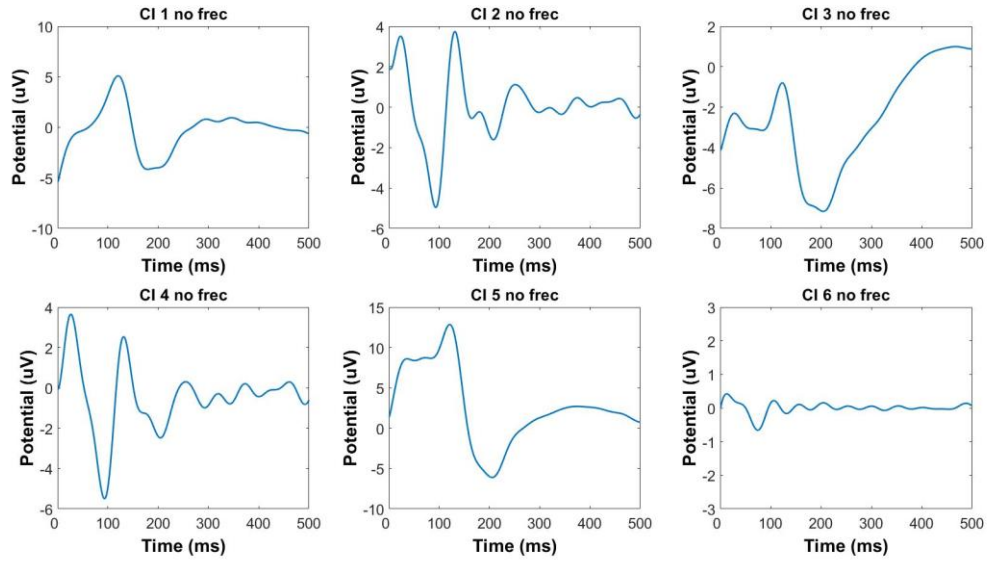 CI 1 no frec
CI 2 no frec
CI 3 no frec
Potential (uV)
10
5
0
-5
-10
0 100 200 300 400 500
Time (ms)
Potential (uV)
4
2
0
-2
-4
-6
0 100 200 300 400 500
Time (ms)
Potential (uV)
2
0
-2
-4
-6
-8
0 100 200 300 400 500
Time (ms)
CI 4 no frec
CI 5 no frec
CI 6 no frec
Potential (uV)
4
2
0
-2
-4
-6
0 100 200 300 400 500
Time (ms)
Potential (uV)
15
10
5
0
-5
-10
0 100 200 300 400 500
Time (ms)
Potential (uV)
3
2
1
0
-1
-2
-3
0 100 200 300 400 500
Time (ms)